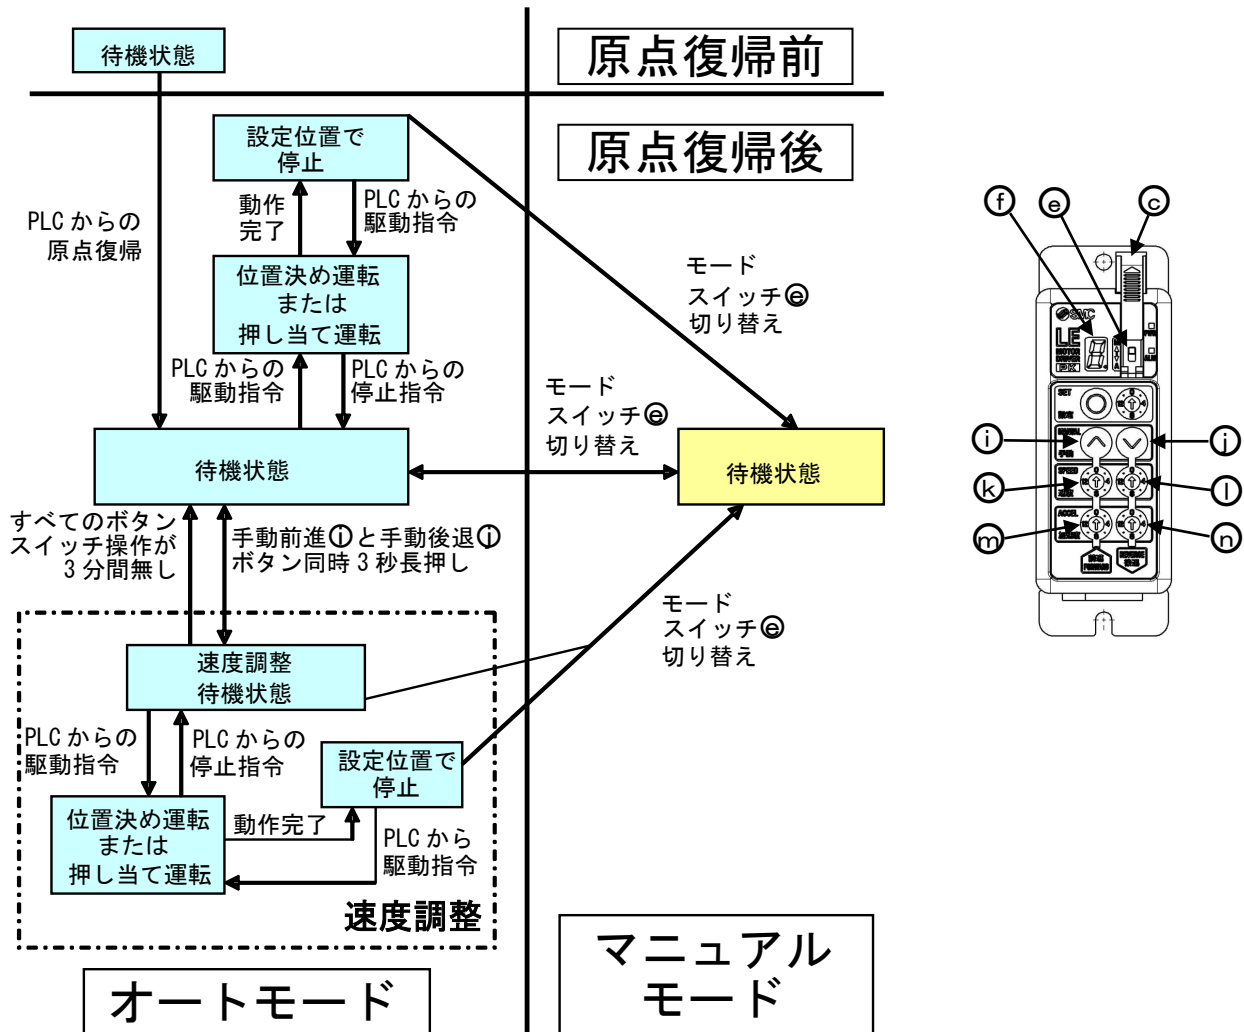 待機状態
原点復帰前
原点復帰後
設定位置で
停止
動作
完了
PLC からの
駆動指令
PLC からの
原点復帰
位置決め運転
または
押し当て運転
モード
スイッチⓔ
切り替え
PLC からの
駆動指令
PLC からの
停止指令
モード
スイッチⓔ
切り替え
待機状態
待機状態
すべてのボタン
スイッチ操作が
3 分間無し
手動前進ⓘと手動後退ⓙ
ボタン同時 3 秒長押し
モード
スイッチⓔ
切り替え
速度調整
待機状態
PLC からの
駆動指令
PLC からの
停止指令
設定位置で
停止
位置決め運転
または
押し当て運転
動作完了
PLC から
駆動指令
速度調整
オートモード
マニュアル
モード
ⓕ ⓔ ⓒ
SMC
LE
MOTOR
DRIVER
PWR
ALM
A
SET
ⓘ ⓙ
SPEED
ⓚ ⓛ
ACCEL
ⓜ ⓝ
FORWARD